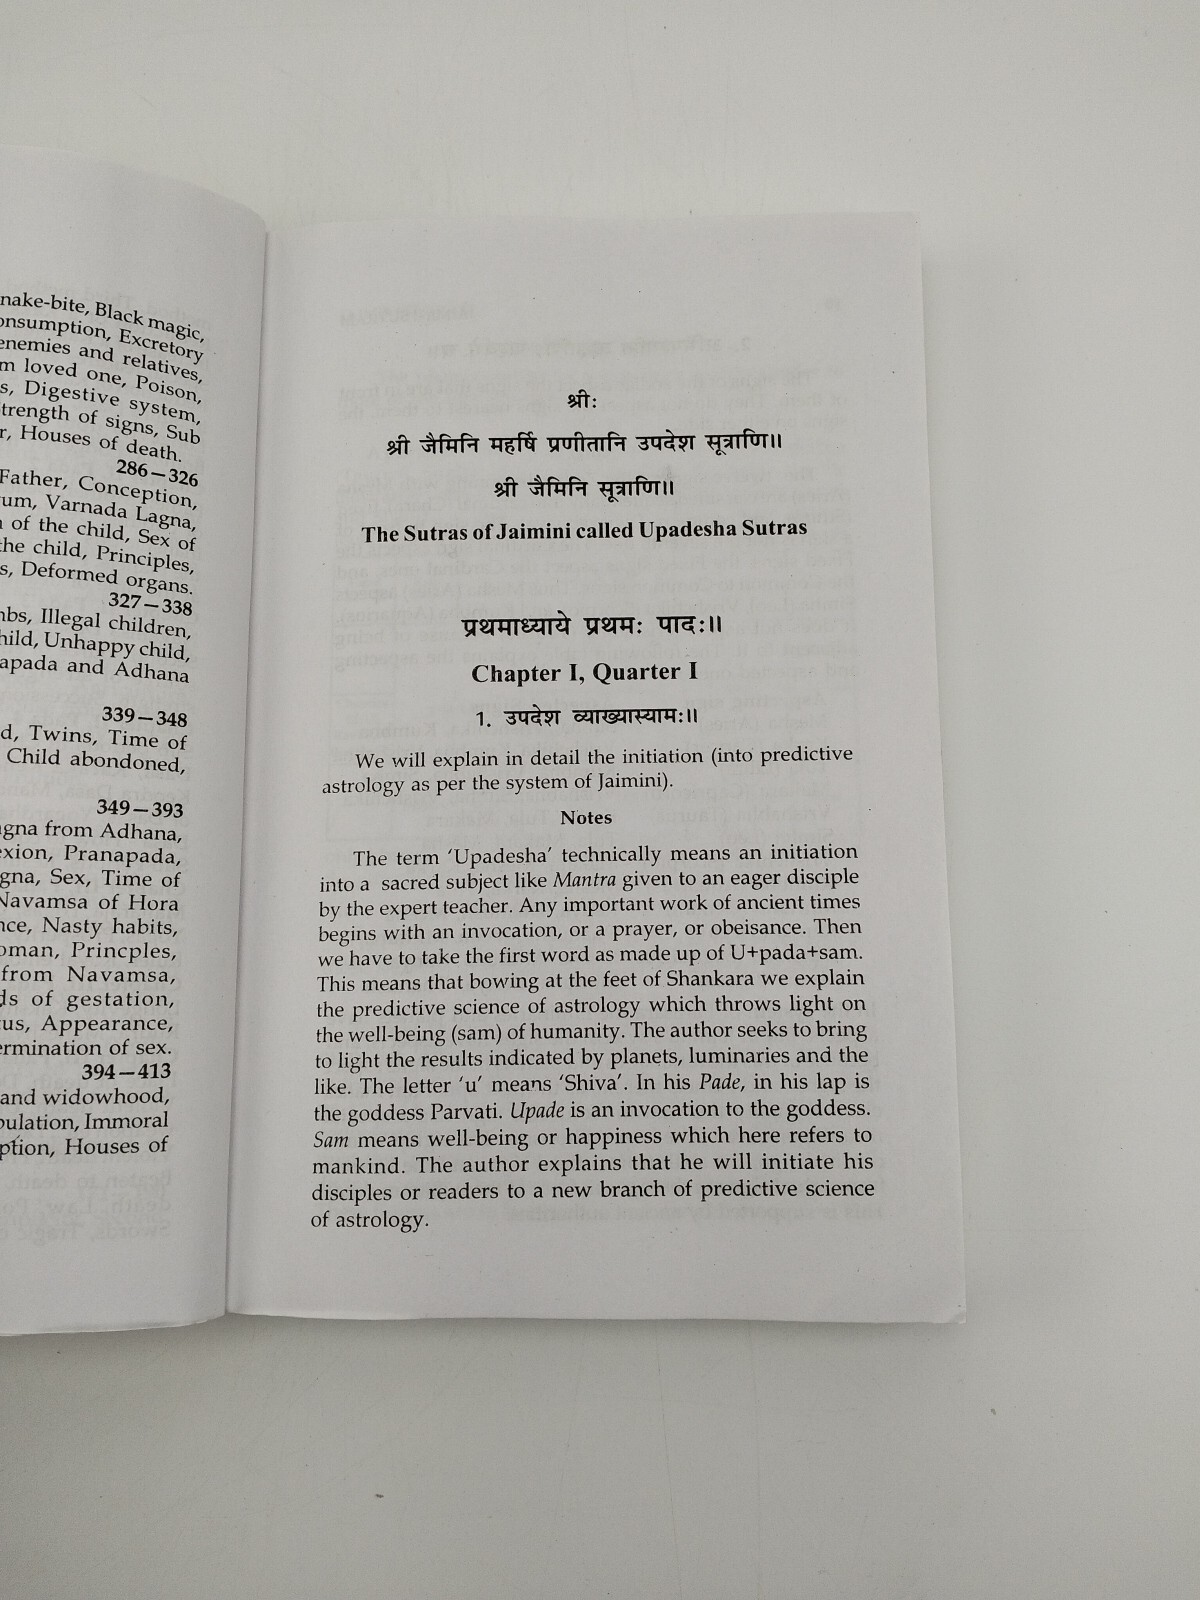 nake-bite, Black magic,
onsumption, Excretory
enemies and relatives,
m loved one, Poison,
s, Digestive system,
trength of signs, Sub
r, Houses of death.
286—326
Father, Conception,
um, Varnada Lagna,
of the child, Sex of
the child, Principles,
s, Deformed organs.
327—338
mbs, Illegal children,
hild, Unhappy child,
apada and Adhana
339—348
d, Twins, Time of
Child abondoned,
349—393
agna from Adhana,
exion, Pranapada,
gna, Sex, Time of
Navamsa of Hora
nce, Nasty habits,
oman, Princples,
from Navamsa,
ds of gestation,
tus, Appearance,
ermination of sex.
394—413
and widowhood,
pulation, Immoral
ption, Houses of
श्रीः
श्री जैमिनि महर्षि प्रणीतानि उपदेश सूत्राणि॥
श्री जैमिनि सूत्राणि॥
The Sutras of Jaimini called Upadesha Sutras
प्रथमाध्याये प्रथमः पादः॥
Chapter I, Quarter I
1. उपदेश व्याख्यास्यामः॥
We will explain in detail the initiation (into predictive
astrology as per the system of Jaimini).
Notes
The term 'Upadesha' technically means an initiation
into a sacred subject like Mantra given to an eager disciple
by the expert teacher. Any important work of ancient times
begins with an invocation, or a prayer, or obeisance. Then
we have to take the first word as made up of U+pada+sam.
This means that bowing at the feet of Shankara we explain
the predictive science of astrology which throws light on
the well-being (sam) of humanity. The author seeks to bring
to light the results indicated by planets, luminaries and the
like. The letter 'u' means 'Shiva'. In his Pade, in his lap is
the goddess Parvati. Upade is an invocation to the goddess.
Sam means well-being or happiness which here refers to
mankind. The author explains that he will initiate his
disciples or readers to a new branch of predictive science
of astrology.